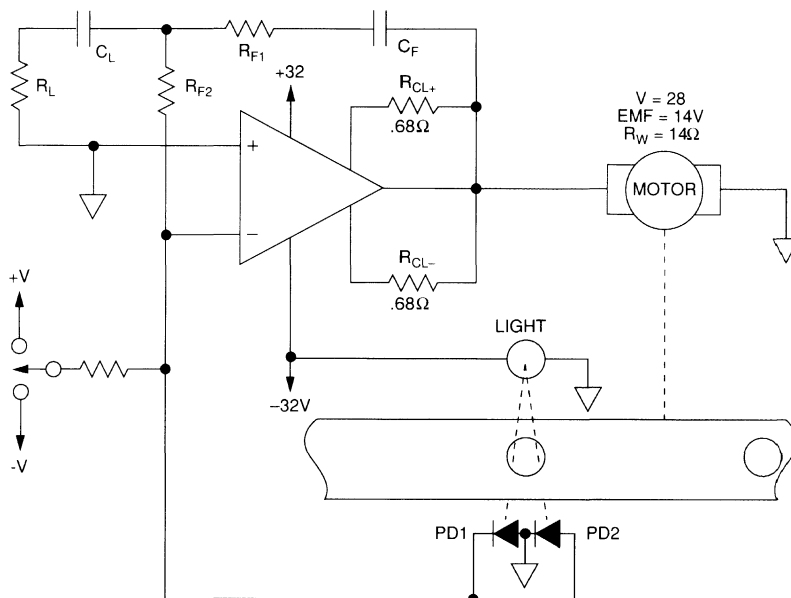 C_L
R_F1
C_F
R_L
R_F2
+32
R_CL+
.68Ω
V = 28
EMF = 14V
R_W = 14Ω
+
MOTOR
−
R_CL−
.68Ω
+V
LIGHT
−32V
-V
PD1
PD2